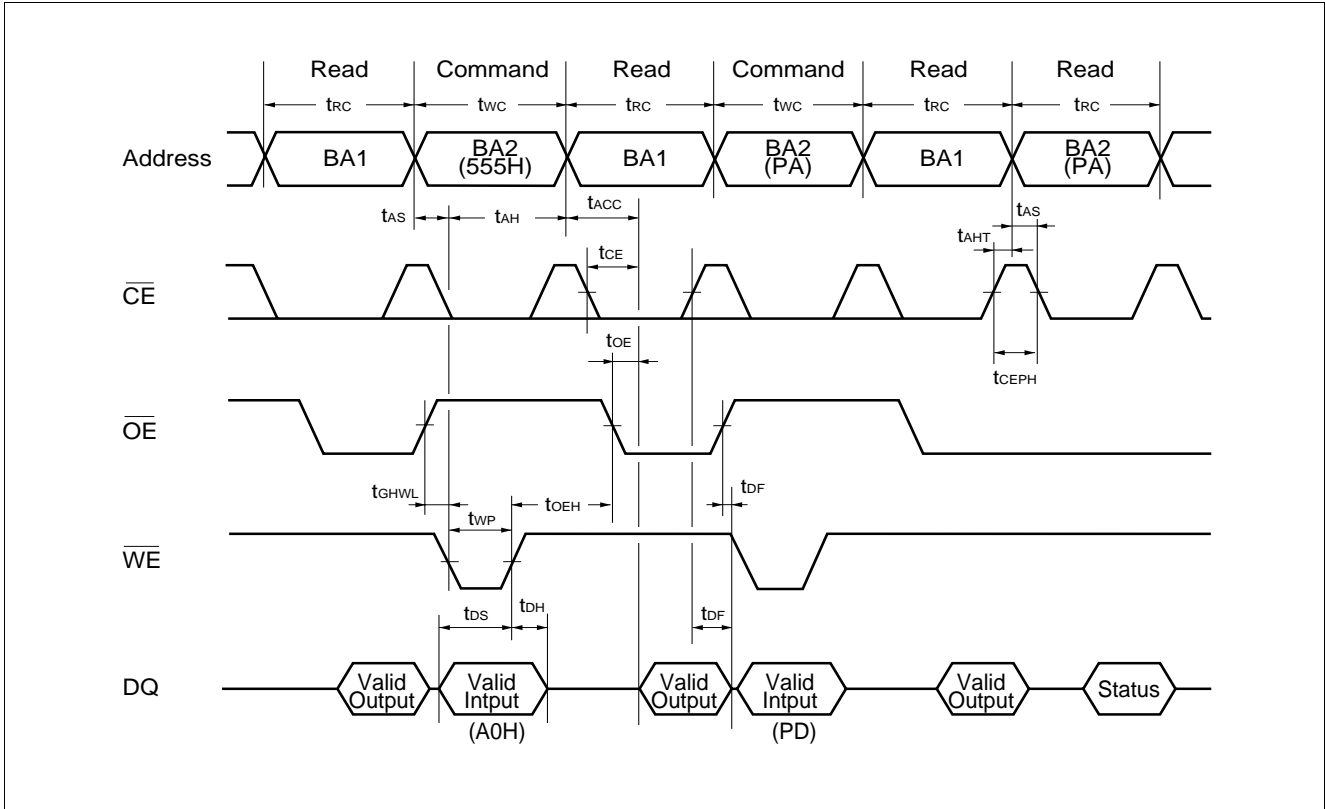 Read Command Read Command Read Read
tRC tWC tRC tWC tRC tRC
Address BA1 BA2 BA1 BA2 BA1 BA2
(555H) (PA) (PA)
tAS tAH tACC tAS
tAHT
tCE
CE
tOE
tCEPH
OE
tGHWL tDF
tWP tOEH
WE
tDS tDH tDF
DQ Valid Valid Valid Valid Valid Status
Output Intput Output Intput Output
(A0H) (PD)